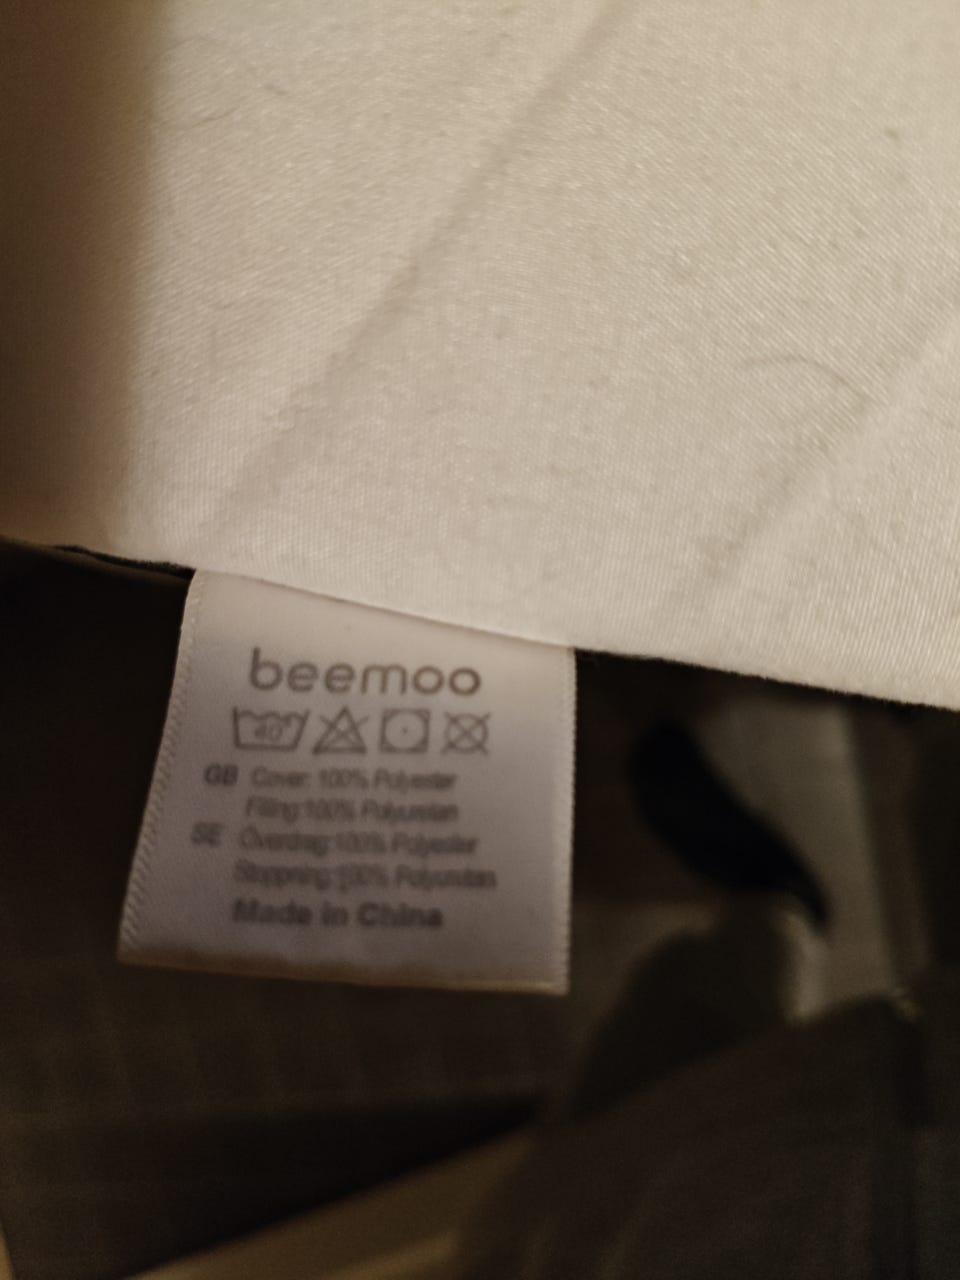 beemoo
40°
GB Cover: 100% Polyester
Filling:100% Polyuretan
SE Överdrag:100% Polyester
Stoppning:100% Polyuretan
Made in China